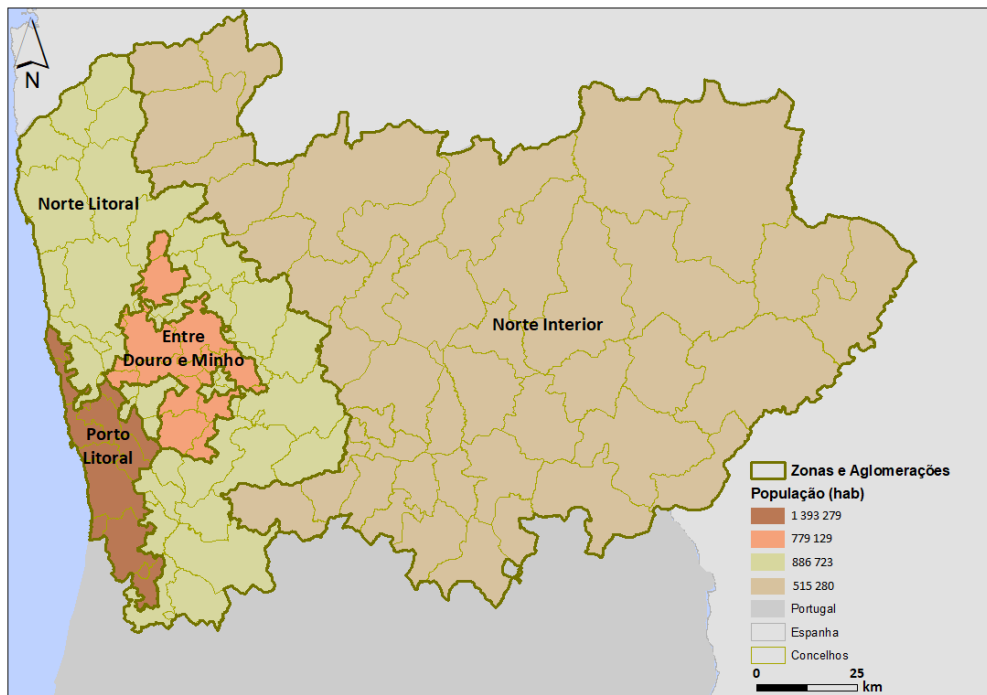 N
Norte Litoral
Entre
Douro e Minho
Norte Interior
Porto
Litoral
Zonas e Aglomerações
População (hab)
1 393 279
779 129
886 723
515 280
Portugal
Espanha
Concelhos
0 25
km